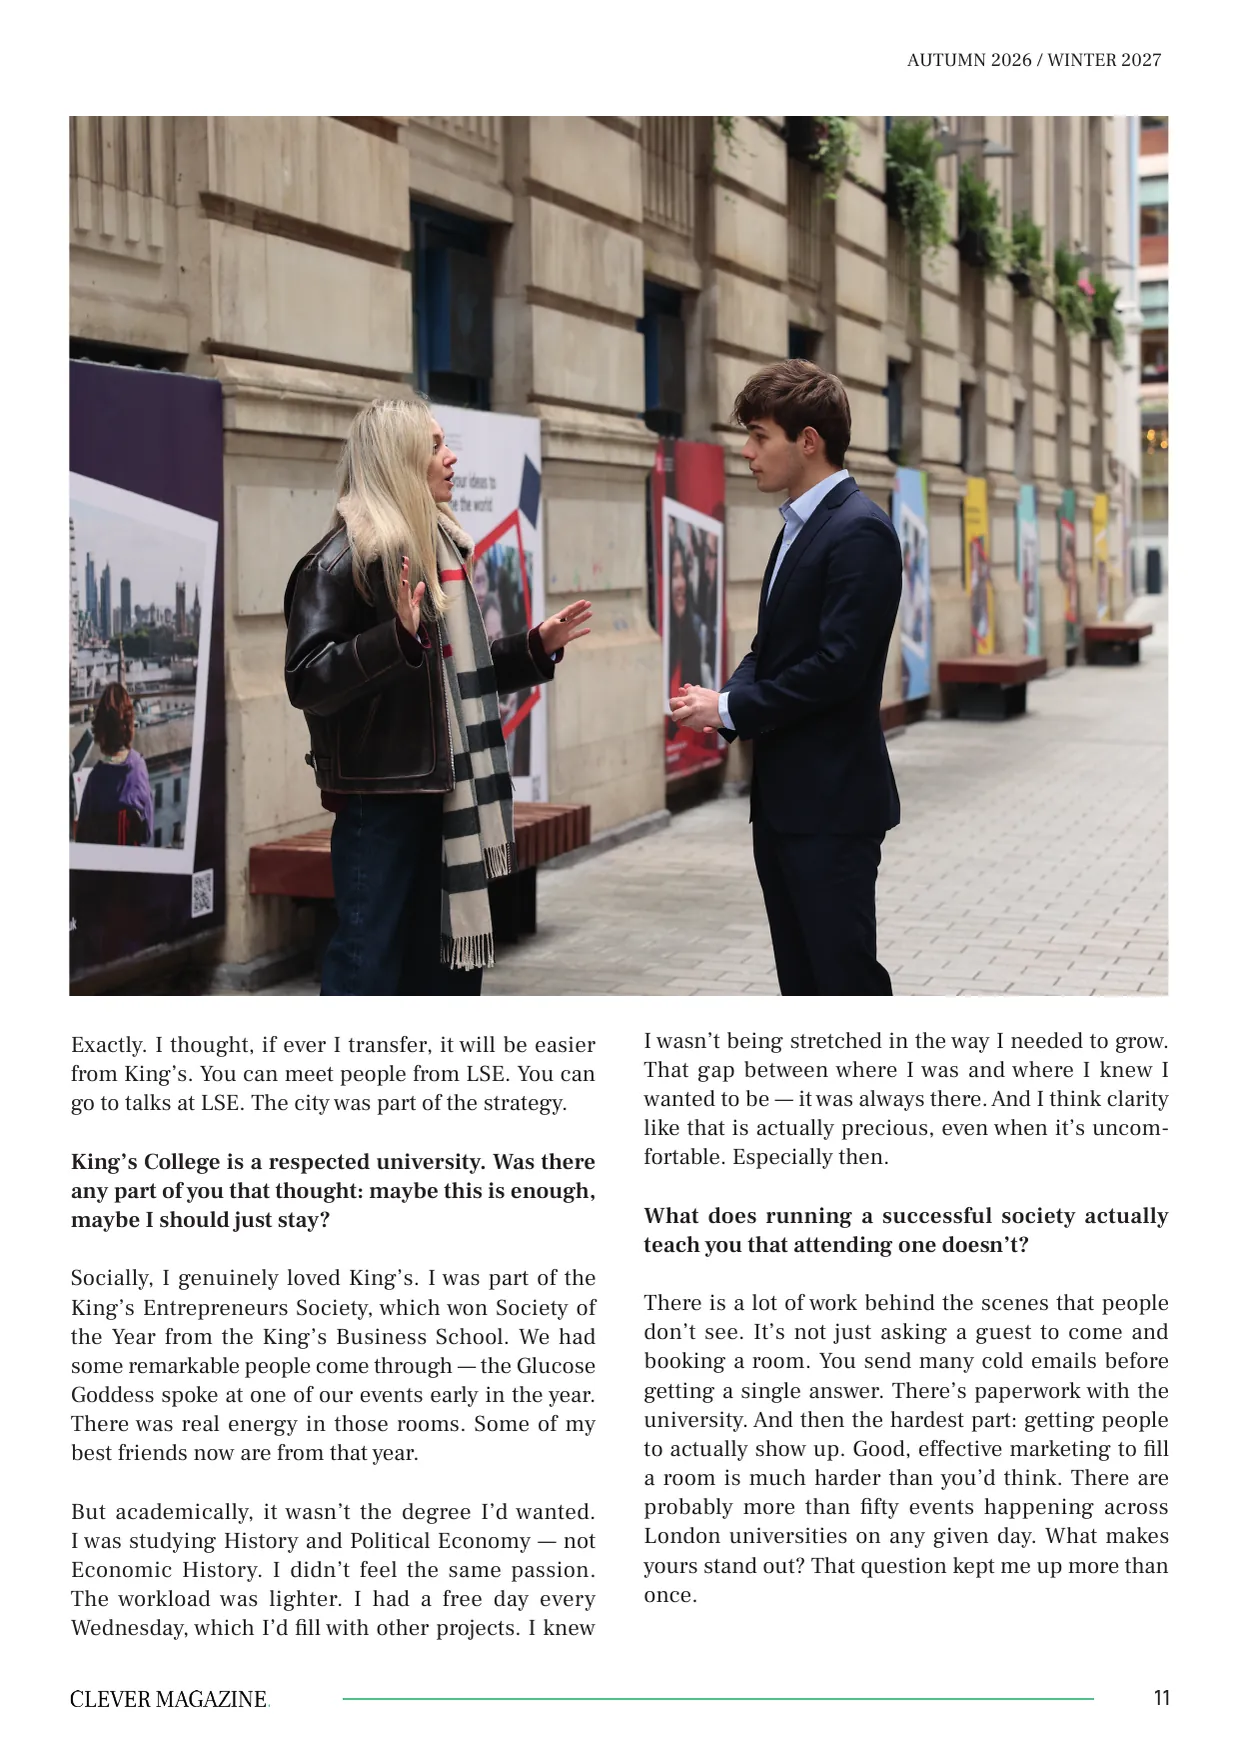 AUTUMN 2026 / WINTER 2027
your ideas to
the world
Exactly. I thought, if ever I transfer, it will be easier
from King’s. You can meet people from LSE. You can
go to talks at LSE. The city was part of the strategy.
King’s College is a respected university. Was there
any part of you that thought: maybe this is enough,
maybe I should just stay?
Socially, I genuinely loved King’s. I was part of the
King’s Entrepreneurs Society, which won Society of
the Year from the King’s Business School. We had
some remarkable people come through — the Glucose
Goddess spoke at one of our events early in the year.
There was real energy in those rooms. Some of my
best friends now are from that year.
But academically, it wasn’t the degree I’d wanted.
I was studying History and Political Economy — not
Economic History. I didn’t feel the same passion.
The workload was lighter. I had a free day every
Wednesday, which I’d fill with other projects. I knew
I wasn’t being stretched in the way I needed to grow.
That gap between where I was and where I knew I
wanted to be — it was always there. And I think clarity
like that is actually precious, even when it’s uncom-
fortable. Especially then.
What does running a successful society actually
teach you that attending one doesn’t?
There is a lot of work behind the scenes that people
don’t see. It’s not just asking a guest to come and
booking a room. You send many cold emails before
getting a single answer. There’s paperwork with the
university. And then the hardest part: getting people
to actually show up. Good, effective marketing to fill
a room is much harder than you’d think. There are
probably more than fifty events happening across
London universities on any given day. What makes
yours stand out? That question kept me up more than
once.
CLEVER MAGAZINE.
11